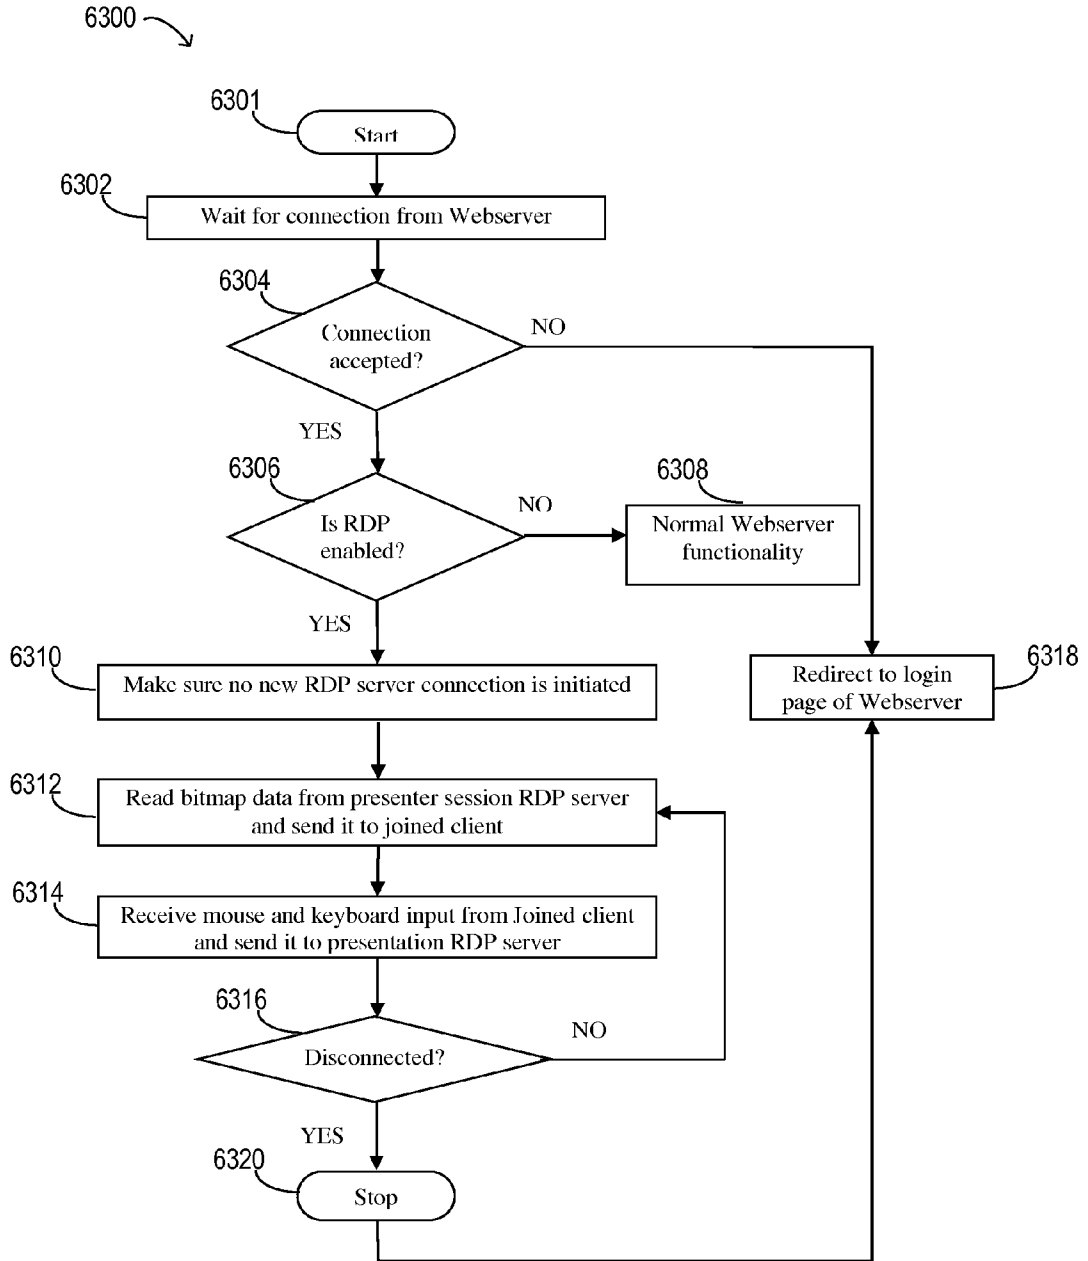 6300
6301
Start
6302
Wait for connection from Webserver
6304
Connection
accepted?
NO
YES
6306
Is RDP
enabled?
NO
6308
Normal Webserver
functionality
YES
6310
Make sure no new RDP server connection is initiated
6318
Redirect to login
page of Webserver
6312
Read bitmap data from presenter session RDP server
and send it to joined client
6314
Receive mouse and keyboard input from Joined client
and send it to presentation RDP server
6316
Disconnected?
NO
YES
6320
Stop